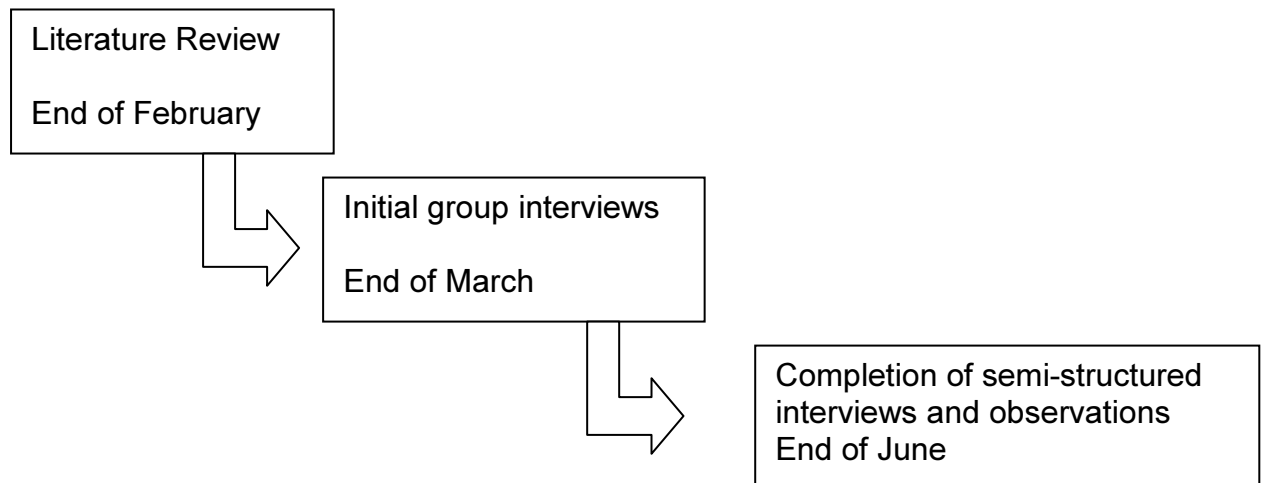 Literature Review
End of February
Initial group interviews
End of March
Completion of semi-structured
interviews and observations
End of June